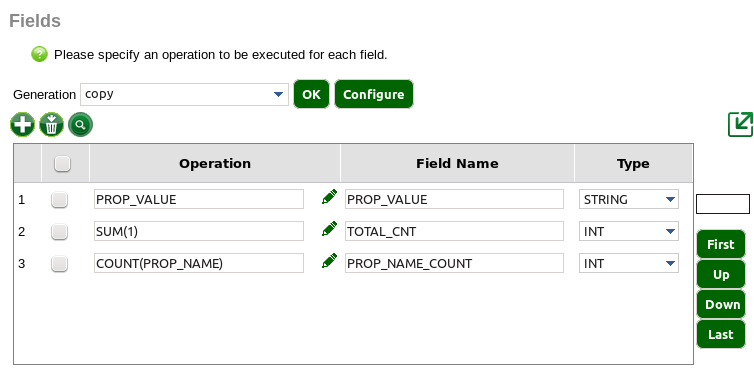 Fields
Please specify an operation to be executed for each field.
Generation copy OK Configure
Operation Field Name Type
1 PROP_VALUE PROP_VALUE STRING
2 SUM(1) TOTAL_CNT INT
3 COUNT(PROP_NAME) PROP_NAME_COUNT INT
First
Up
Down
Last